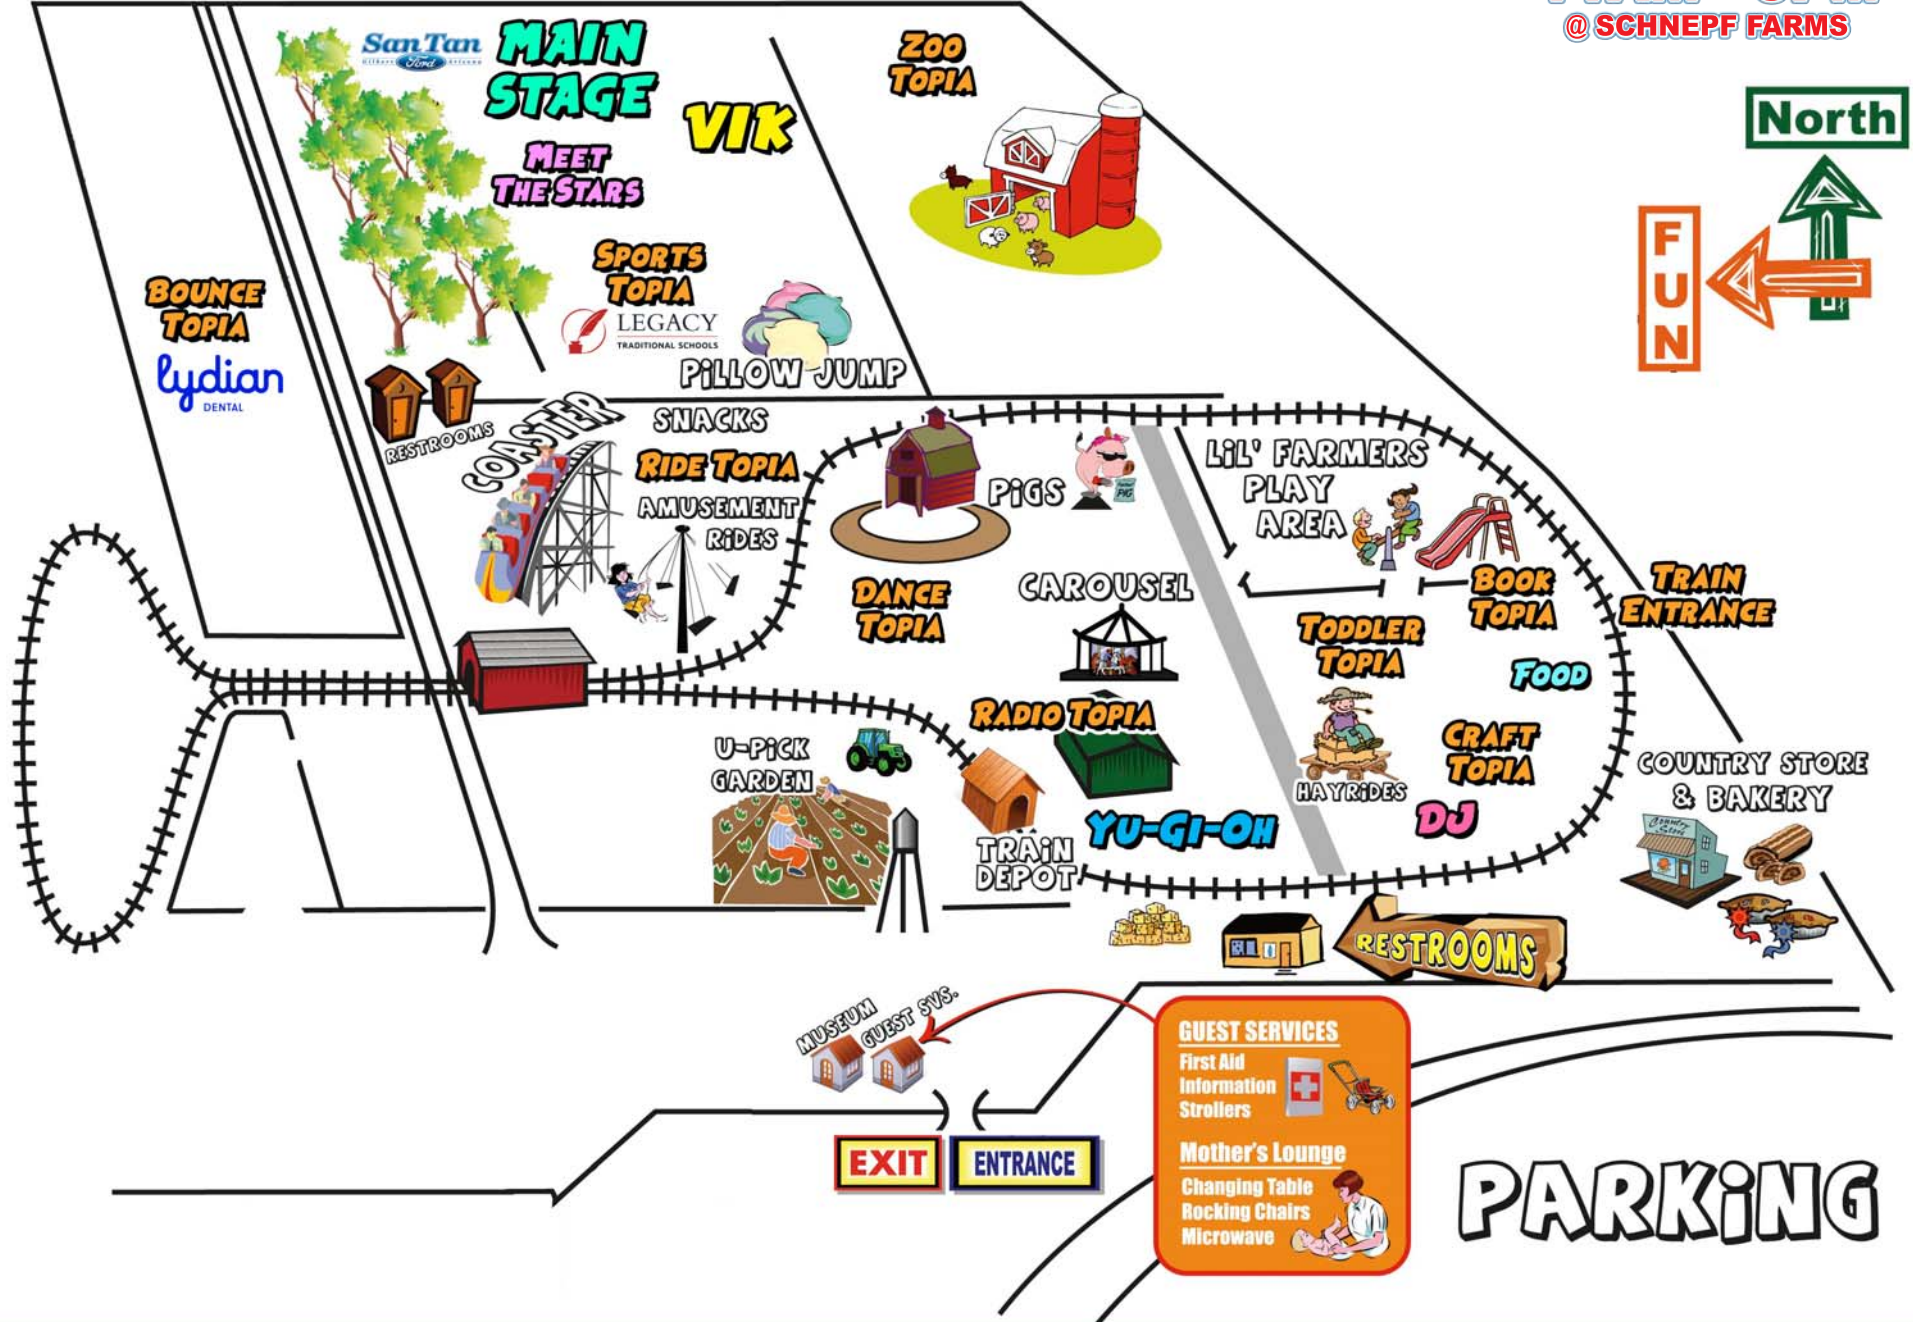 @ SCHNEPF FARMS
SanTan
Ford
MAIN
STAGE
VIK
MEET
THE STARS
ZOO
TOPIA
North
FUN
BOUNCE
TOPIA
lydian
DENTAL
SPORTS
TOPIA
LEGACY
TRADITIONAL SCHOOLS
PiLLOW JUMP
RESTROOMS
COASTER
SNACKS
RIDE TOPIA
AMUSEMENT
RiDES
PiGS
LiL' FARMERS
PLAY
AREA
DANCE
TOPIA
CAROUSEL
BOOK
TOPIA
TRAIN
ENTRANCE
TODDLER
TOPIA
FOOD
RADIO TOPIA
CRAFT
TOPIA
U-PiCK
GARDEN
HAYRiDES
DJ
YU-GI-OH
TRAiN
DEPOT
COUNTRY STORE
& BAKERY
Country
Store
RESTROOMS
MUSEUM
GUEST SVS.
GUEST SERVICES
First Aid
Information
Strollers
Mother's Lounge
Changing Table
Rocking Chairs
Microwave
EXIT
ENTRANCE
PARKiNG